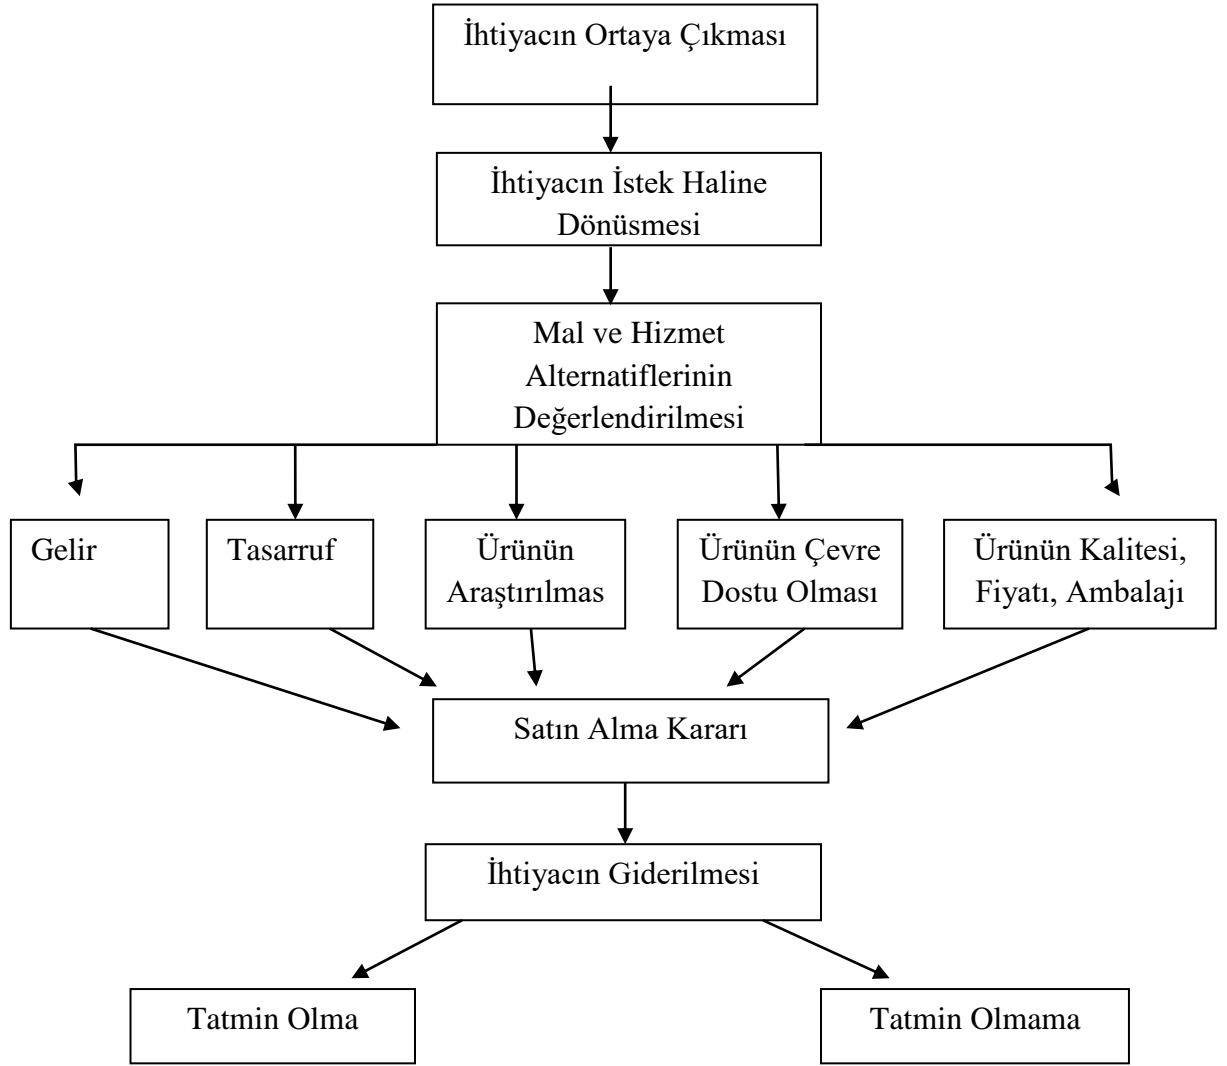 İhtiyacın Ortaya Çıkması
İhtiyacın İstek Haline
Dönüsmesi
Mal ve Hizmet
Alternatiflerinin
Değerlendirilmesi
Gelir
Tasarruf
Ürünün
Araştırılmas
Ürünün Çevre
Dostu Olması
Ürünün Kalitesi,
Fiyatı, Ambalajı
Satın Alma Kararı
İhtiyacın Giderilmesi
Tatmin Olma
Tatmin Olmama